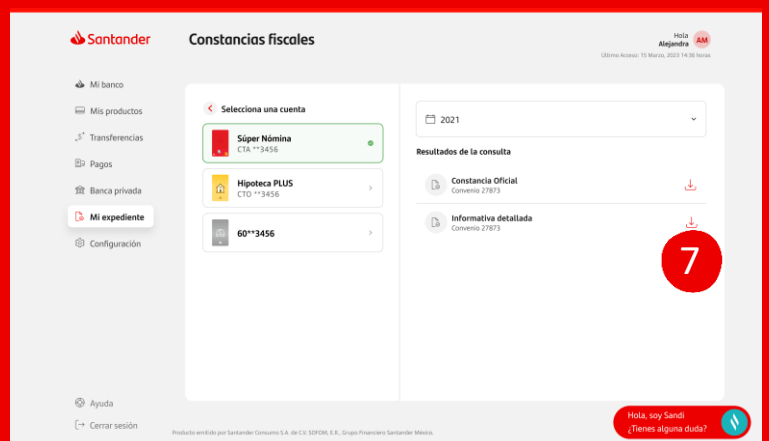 Santander
Constancias fiscales
Hola
Alejandra
AM
Último Acceso: 15 Marzo, 2023 14:36 horas
Mi banco
Mis productos
Transferencias
Pagos
Banca privada
Mi expediente
Configuración
Ayuda
Cerrar sesión
Selecciona una cuenta
Súper Nómina
CTA **3456
Hipoteca PLUS
CTO **3456
60**3456
2021
Resultados de la consulta
Constancia Oficial
Convenio 27873
Informativa detallada
Convenio 27873
7
Hola, soy Sandi
¿Tienes alguna duda?
Producto emitido por Santander Consumo S.A. de C.V. SOFOM, E.R., Grupo Financiero Santander México.